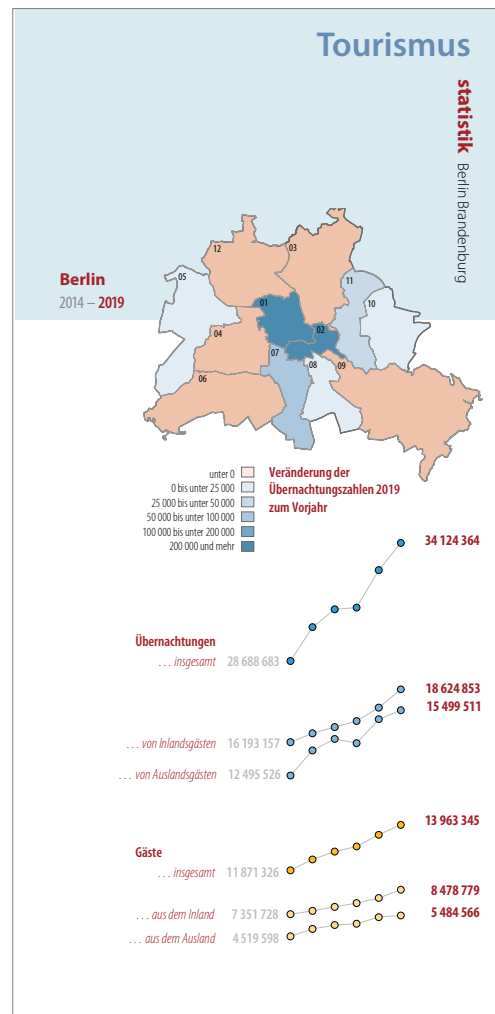 Tourismus
statistik Berlin Brandenburg
Berlin
2014 – 2019
12
03
05
11
10
01
02
04
07
08
09
06
unter 0
0 bis unter 25 000
25 000 bis unter 50 000
50 000 bis unter 100 000
100 000 bis unter 200 000
200 000 und mehr
Veränderung der
Übernachtungszahlen 2019
zum Vorjahr
34 124 364
Übernachtungen
. . . insgesamt 28 688 683
18 624 853
15 499 511
. . . von Inlandsgästen 16 193 157
. . . von Auslandsgästen 12 495 526
13 963 345
Gäste
. . . insgesamt 11 871 326
8 478 779
. . . aus dem Inland 7 351 728
5 484 566
. . . aus dem Ausland 4 519 598